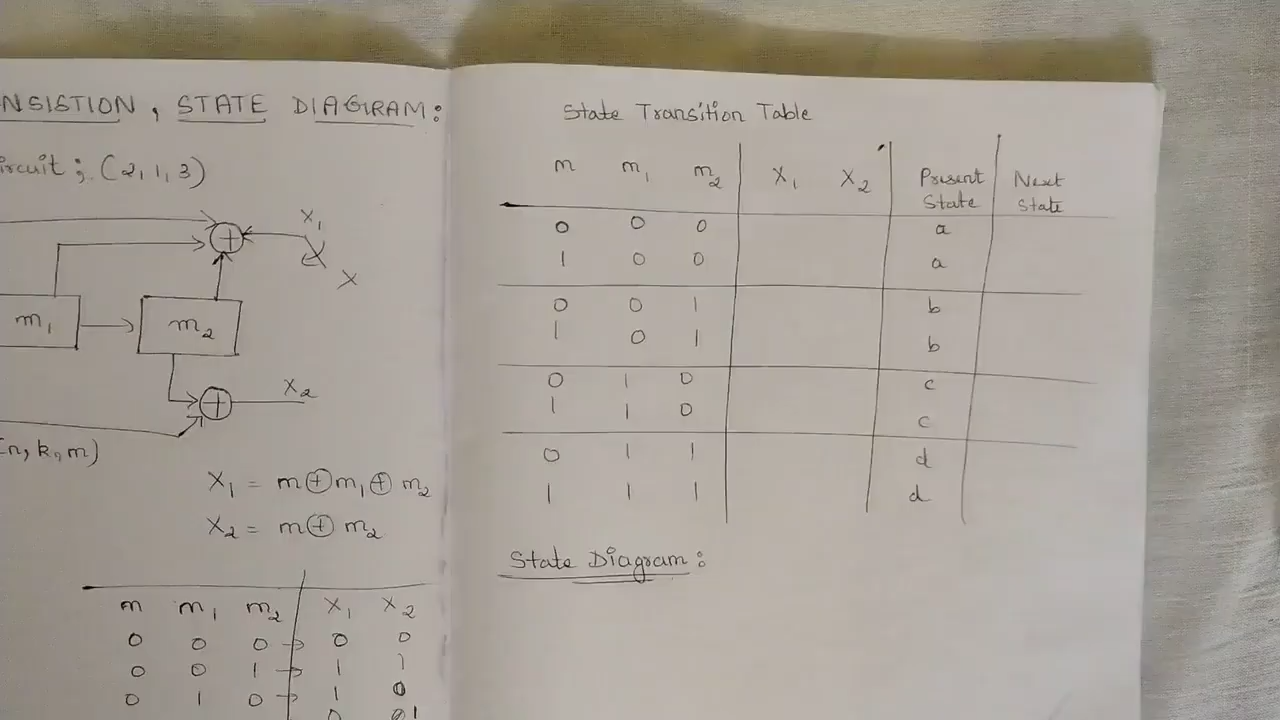 NSISTION, STATE DIAGRAM:
ircuit; (2,1,3)
X₁
X
m₁
m₂
X₂
n, k, m)
X₁ = m⊕m₁⊕m₂
X₂ = m⊕m₂
m m₁ m₂ X₁ X₂
0 0 0 → 0 0
0 0 1 → 1 1
0 1 0 → 1 0
State Transition Table
m m₁ m₂ X₁ X₂ Present State Next State
0 0 0 a
1 0 0 a
0 0 1 b
1 0 1 b
0 1 0 c
1 1 0 c
0 1 1 d
1 1 1 d
State Diagram: